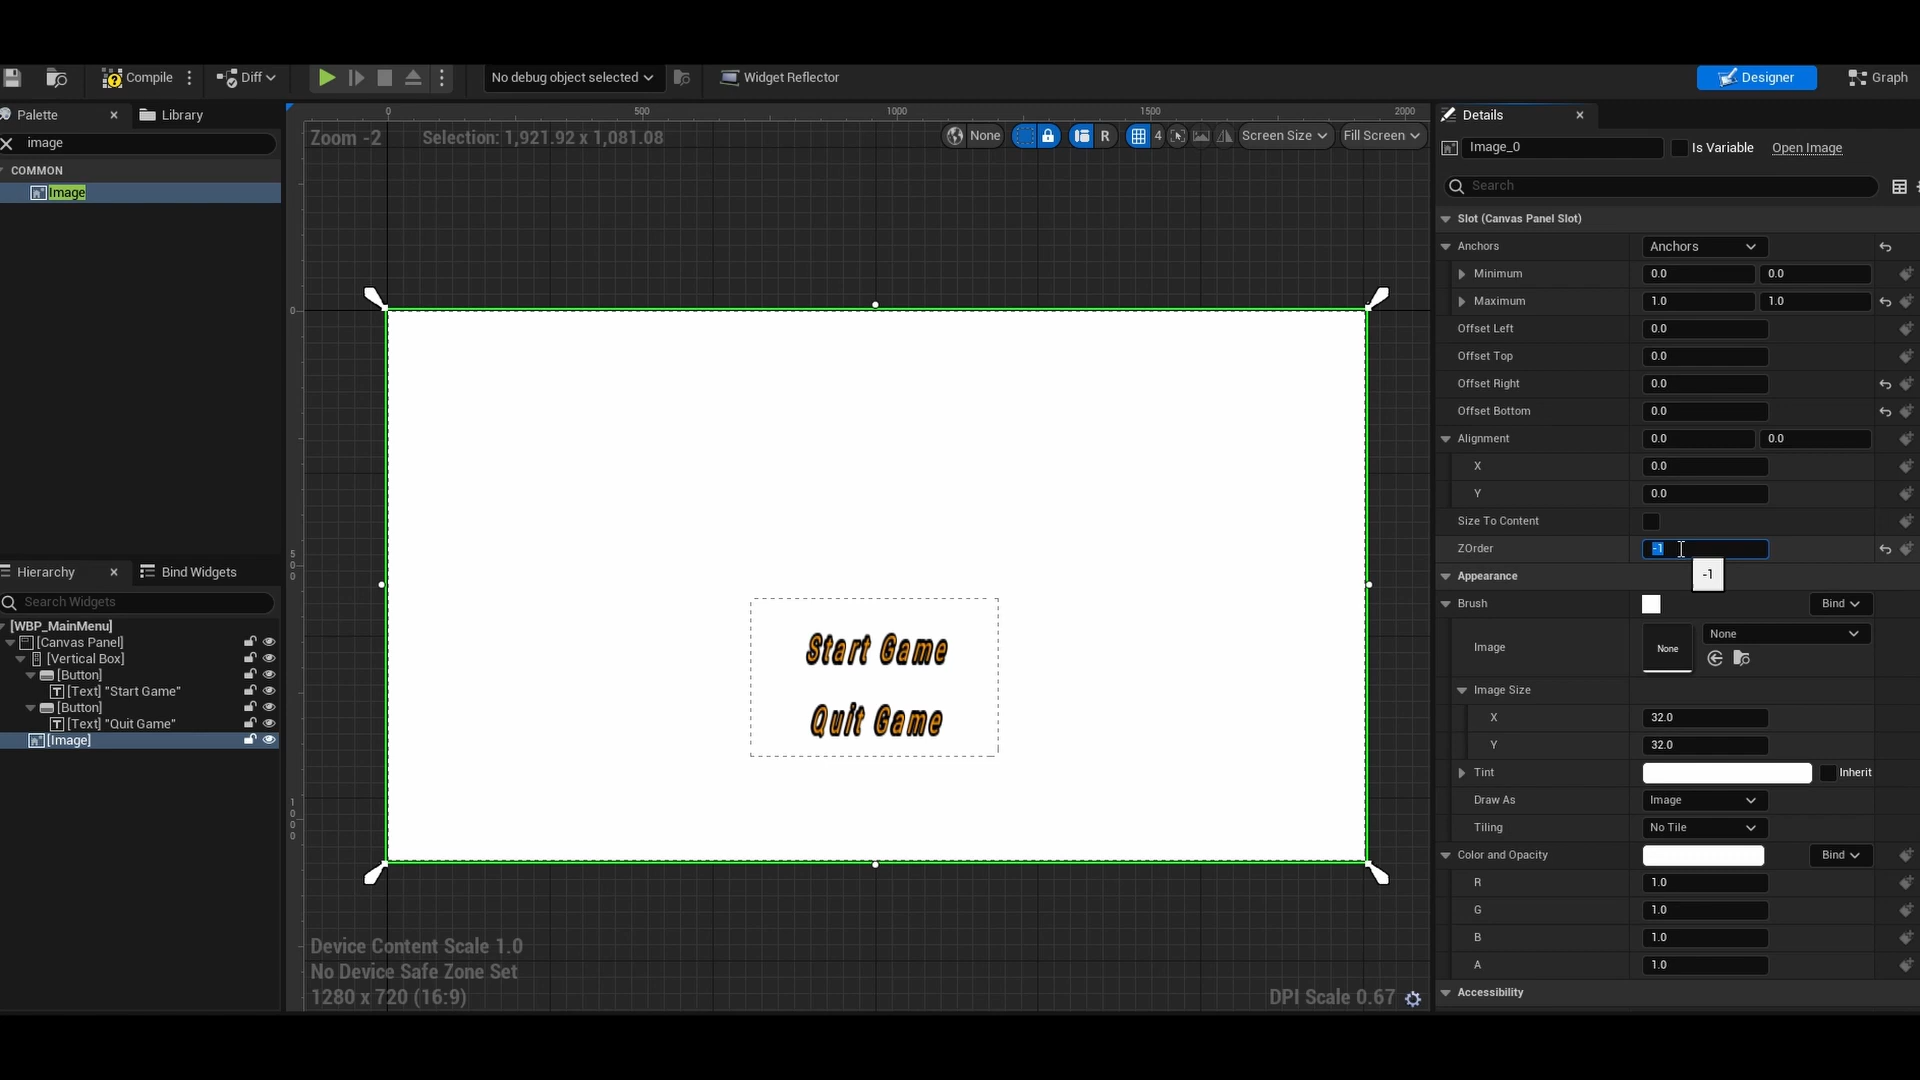 Compile
Diff
No debug object selected
Widget Reflector
Designer
Graph
Palette
Library
image
COMMON
Image
Hierarchy
Bind Widgets
Search Widgets
[WBP_MainMenu]
[Canvas Panel]
[Vertical Box]
[Button]
[Text] "Start Game"
[Button]
[Text] "Quit Game"
[Image]
0 500 1000 1500 2000
Zoom -2
Selection: 1,921.92 x 1,081.08
None
R
4
Screen Size
Fill Screen
0
500
1000
Start Game
Quit Game
Device Content Scale 1.0
No Device Safe Zone Set
1280 x 720 (16:9)
DPI Scale 0.67
Details
Image_0
Is Variable
Open Image
Search
Slot (Canvas Panel Slot)
Anchors Anchors
Minimum 0.0 0.0
Maximum 1.0 1.0
Offset Left 0.0
Offset Top 0.0
Offset Right 0.0
Offset Bottom 0.0
Alignment 0.0 0.0
X 0.0
Y 0.0
Size To Content
ZOrder -1
-1
Appearance
Brush Bind
Image None None
Image Size
X 32.0
Y 32.0
Tint Inherit
Draw As Image
Tiling No Tile
Color and Opacity Bind
R 1.0
G 1.0
B 1.0
A 1.0
Accessibility